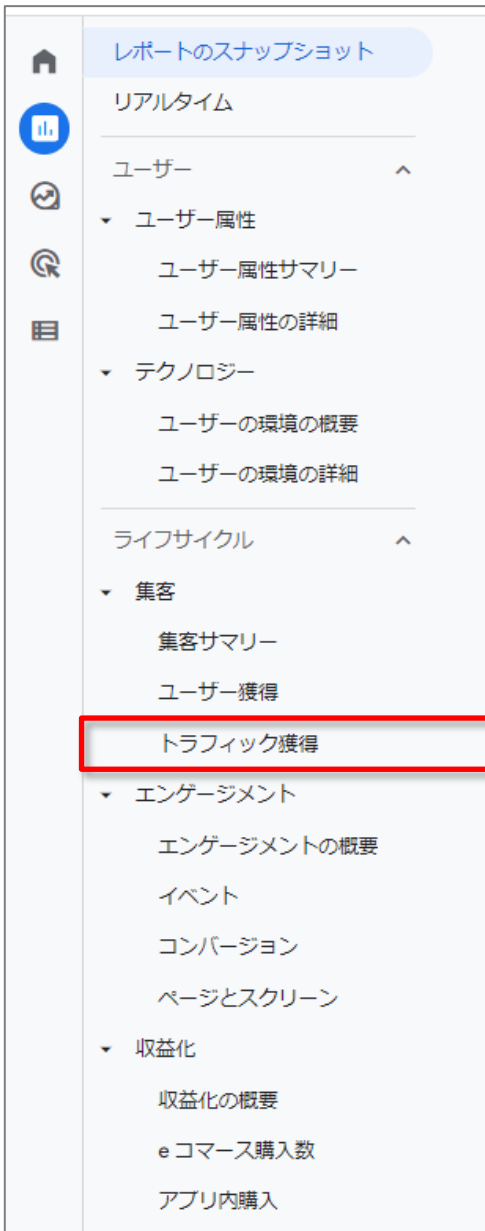 レポートのスナップショット
リアルタイム
ユーザー
ユーザー属性
ユーザー属性サマリー
ユーザー属性の詳細
テクノロジー
ユーザーの環境の概要
ユーザーの環境の詳細
ライフサイクル
集客
集客サマリー
ユーザー獲得
トラフィック獲得
エンゲージメント
エンゲージメントの概要
イベント
コンバージョン
ページとスクリーン
収益化
収益化の概要
e コマース購入数
アプリ内購入